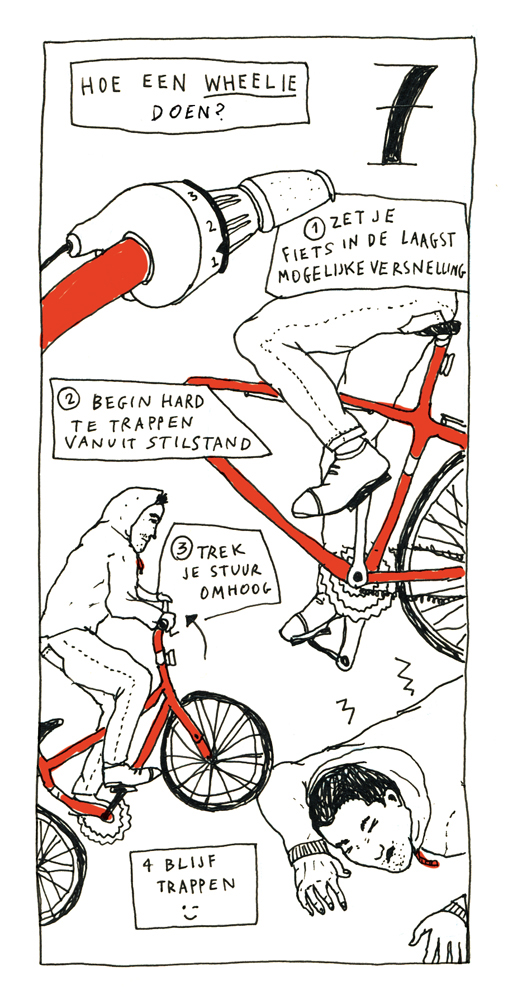 HOE EEN WHEELIE
DOEN?
7
3
2
1
① ZET JE
FIETS IN DE LAAGST
MOGELIJKE VERSNELLING
② BEGIN HARD
TE TRAPPEN
VANUIT STILSTAND
③ TREK
JE STUUR
OMHOOG
4 BLIJF
TRAPPEN